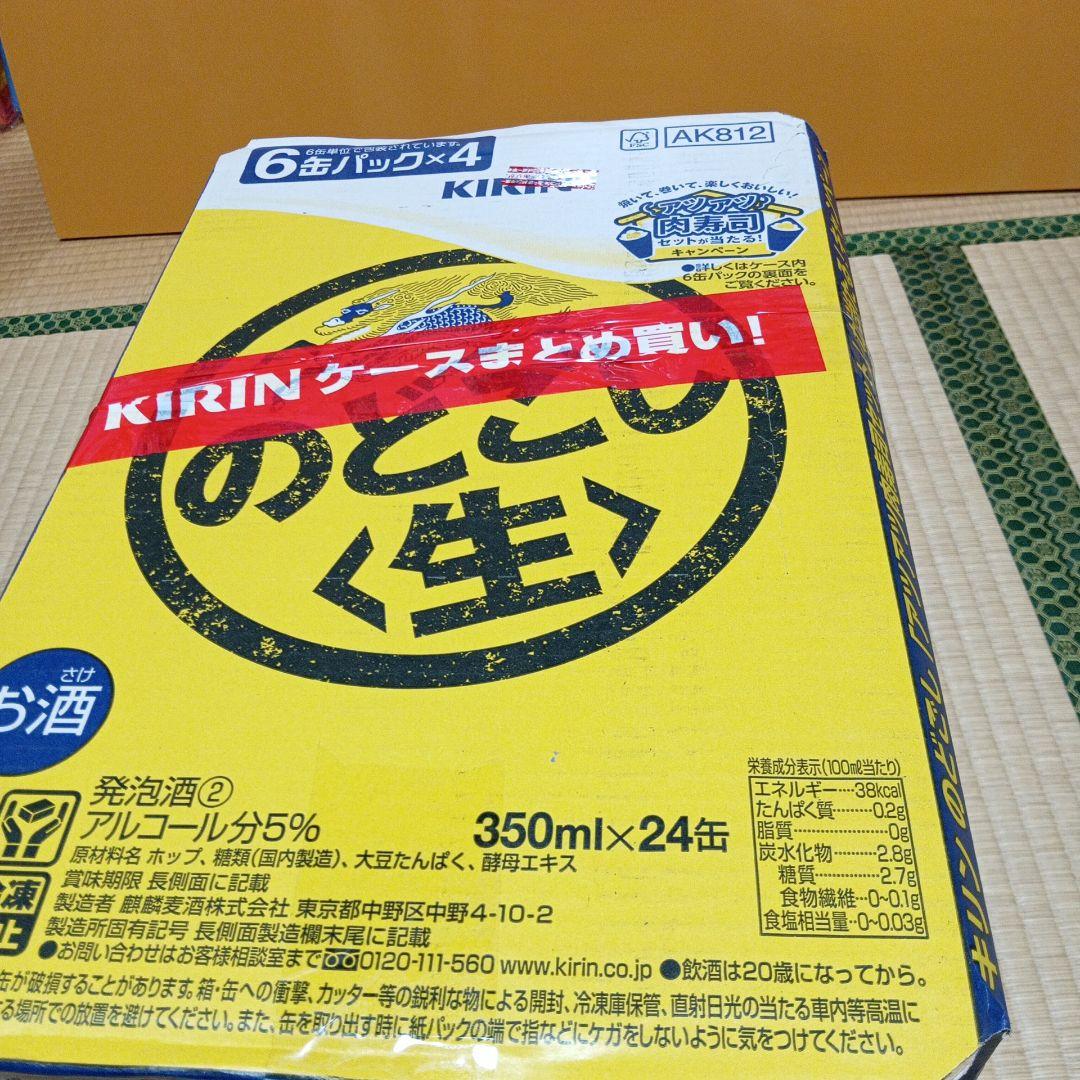 6缶単位で包装されています。
6缶パック×4
FSC
AK812
KIRIN
焼いて、巻いて、楽しくおいしい!
アツアツ
肉寿司
セットが当たる!
キャンペーン
●詳しくはケース内
6缶パックの裏面を
ご覧ください。
KIRIN ケースまとめ買い!
のどごし
〈生〉
さけ
お酒
発泡酒②
アルコール分5%
350ml×24缶
原材料名 ホップ、糖類(国内製造)、大豆たんぱく、酵母エキス
賞味期限 長側面に記載
製造者 麒麟麦酒株式会社 東京都中野区中野4-10-2
製造所固有記号 長側面製造欄末尾に記載
●お問い合わせはお客様相談室まで 0120-111-560 www.kirin.co.jp ●飲酒は20歳になってから。
缶が破損することがあります。箱・缶への衝撃、カッター等の鋭利な物による開封、冷凍庫保管、直射日光の当たる車内等高温に
る場所での放置を避けてください。また、缶を取り出す時に紙パックの端で指などにケガをしないように気をつけてください。
冷凍
止
栄養成分表示(100ml当たり)
エネルギー……38kcal
たんぱく質………0.2g
脂質………………0g
炭水化物………2.8g
糖質………2.7g
食物繊維…0~0.1g
食塩相当量…0~0.03g
キリン のどごし